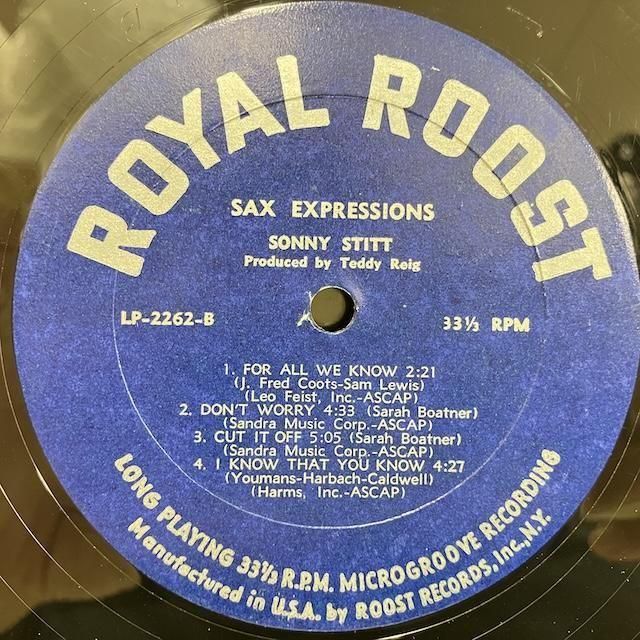 ROYAL ROOST
SAX EXPRESSIONS
SONNY STITT
Produced by Teddy Reig
LP-2262-B
33⅓ RPM
1. FOR ALL WE KNOW 2:21
(J. Fred Coots-Sam Lewis)
(Leo Feist, Inc.-ASCAP)
2. DON'T WORRY 4:33 (Sarah Boatner)
(Sandra Music Corp.-ASCAP)
3. CUT IT OFF 5:05 (Sarah Boatner)
(Sandra Music Corp.-ASCAP)
4. I KNOW THAT YOU KNOW 4:27
(Youmans-Harbach-Caldwell)
(Harms, Inc.-ASCAP)
LONG PLAYING 33⅓ R.P.M. MICROGROOVE RECORDING
Manufactured in U.S.A. by ROOST RECORDS, Inc., N.Y.